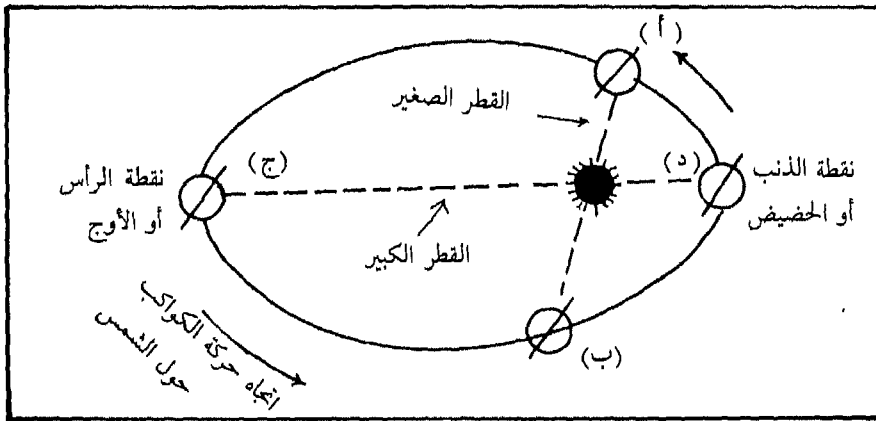 (أ)
القطر الصغير
(ج)
(د)
نقطة الذنب
أو الحضيض
نقطة الرأس
أو الأوج
القطر الكبير
(ب)
اتجاه حركة الكواكب
حول الشمس